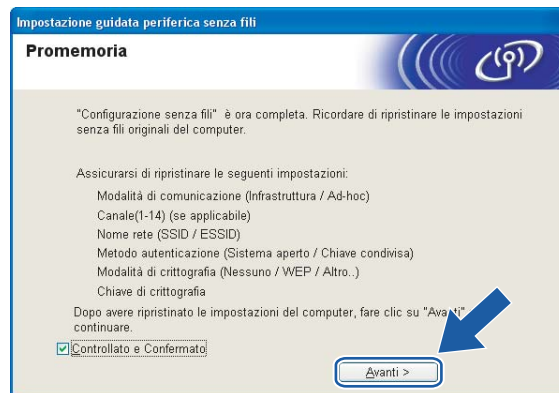 Impostazione guidata periferica senza fili
Promemoria
"Configurazione senza fili" è ora completa. Ricordare di ripristinare le impostazioni
senza fili originali del computer.
Assicurarsi di ripristinare le seguenti impostazioni:
Modalità di comunicazione (Infrastruttura / Ad-hoc)
Canale(1-14) (se applicabile)
Nome rete (SSID / ESSID)
Metodo autenticazione (Sistema aperto / Chiave condivisa)
Modalità di crittografia (Nessuno / WEP / Altro..)
Chiave di crittografia
Dopo avere ripristinato le impostazioni del computer, fare clic su "Avanti"
continuare.
Controllato e Confermato
Avanti >